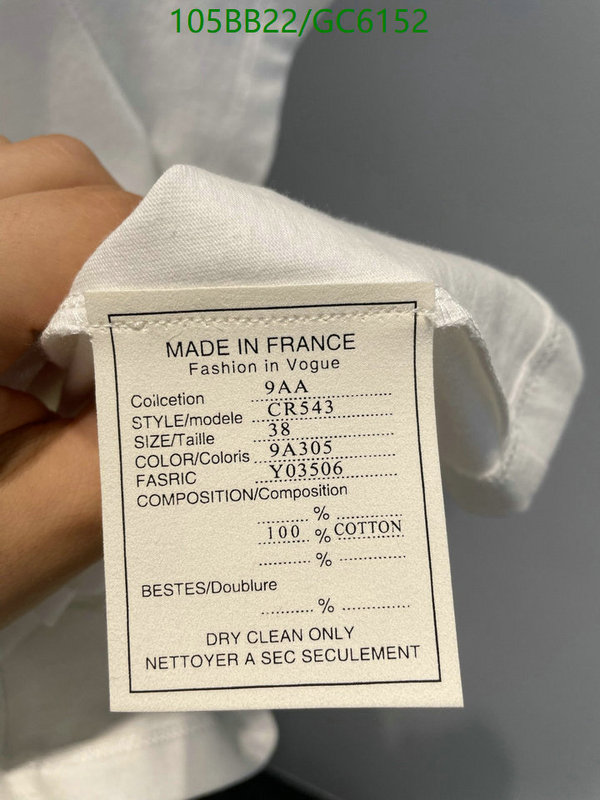 105BB22/GC6152
MADE IN FRANCE
Fashion in Vogue
Coilcetion 9AA
STYLE/modele CR543
SIZE/Taille 38
COLOR/Coloris 9A305
FASRIC Y03506
COMPOSITION/Composition
%
100 % COTTON
%
BESTES/Doublure
%
DRY CLEAN ONLY
NETTOYER A SEC SECULEMENT